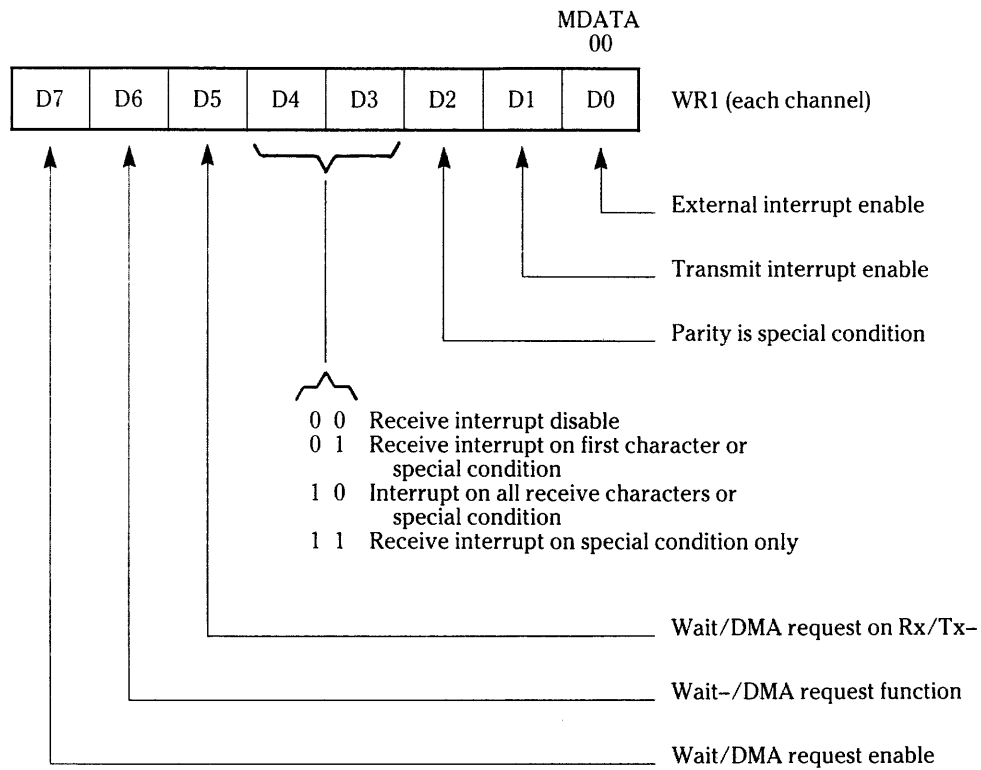 MDATA
00
D7 D6 D5 D4 D3 D2 D1 D0 WR1 (each channel)
External interrupt enable
Transmit interrupt enable
Parity is special condition
0 0 Receive interrupt disable
0 1 Receive interrupt on first character or
special condition
1 0 Interrupt on all receive characters or
special condition
1 1 Receive interrupt on special condition only
Wait/DMA request on Rx/Tx–
Wait–/DMA request function
Wait/DMA request enable